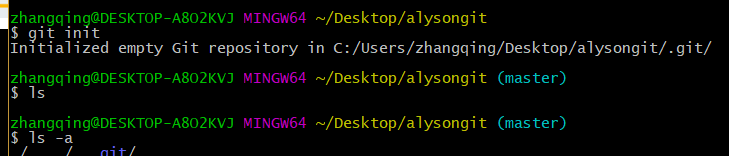 zhangqing@DESKTOP-A8O2KVJ MINGW64 ~/Desktop/alysongit
$ git init
Initialized empty Git repository in C:/Users/zhangqing/Desktop/alysongit/.git/
zhangqing@DESKTOP-A8O2KVJ MINGW64 ~/Desktop/alysongit (master)
$ ls
zhangqing@DESKTOP-A8O2KVJ MINGW64 ~/Desktop/alysongit (master)
$ ls -a
./ ../ .git/